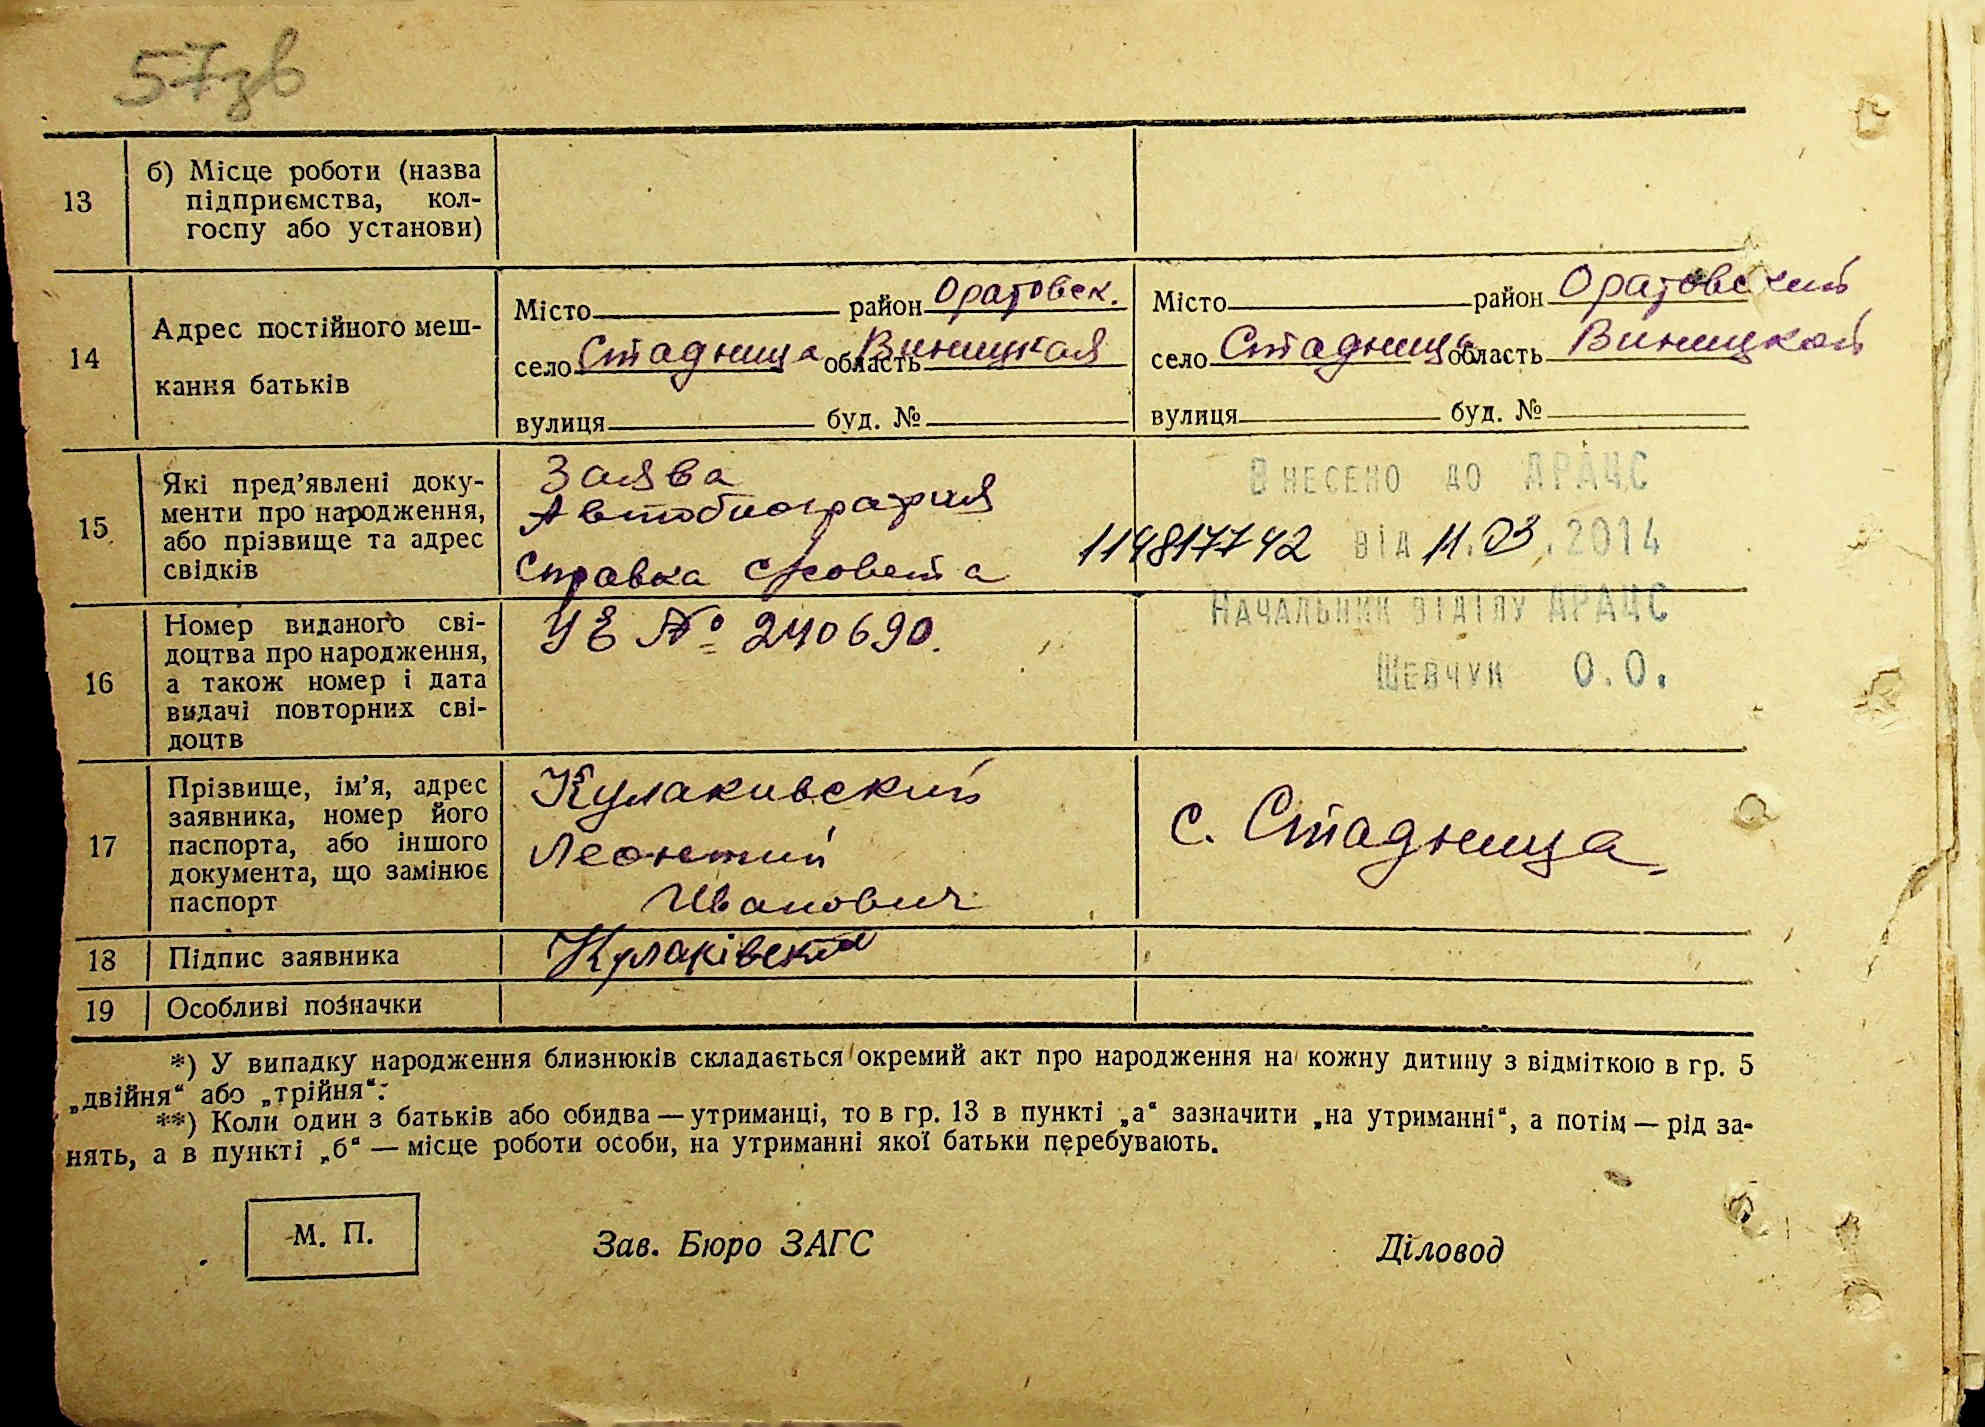 57зв
13
б) Місце роботи (назва
підприємства, кол-
госпу або установи)
14
Адрес постійного меш-
кання батьків
Місто район Оратовск.
село Стадница область Виницкая
вулиця буд. №
Місто район Оратовский
село Стадница область Виницкой
вулиця буд. №
15
Які пред’явлені доку-
менти про народження,
або прізвище та адрес
свідків
Заява
Автобиография
Справка с/совета
Внесено до АРАЦС
114817742 від 11.03.2014
Начальник відділу АРАЦС
Шевчук О.О.
16
Номер виданого сві-
доцтва про народження,
а також номер і дата
видачі повторних сві-
доцтв
УЕ № 240690.
17
Прізвище, ім’я, адрес
заявника, номер його
паспорта, або іншого
документа, що замінює
паспорт
Кулакивский
Леонтий
Иванович
с. Стадница
18
Підпис заявника
Кулаківський
19
Особливі позначки
*) У випадку народження близнюків складається окремий акт про народження на кожну дитину з відміткою в гр. 5
„двійня“ або „трійня“.
**) Коли один з батьків або обидва — утриманці, то в гр. 13 в пункті „а“ зазначити „на утриманні“, а потім — рід за-
нять, а в пункті „б“ — місце роботи особи, на утриманні якої батьки перебувають.
М. П.
Зав. Бюро ЗАГС
Діловод